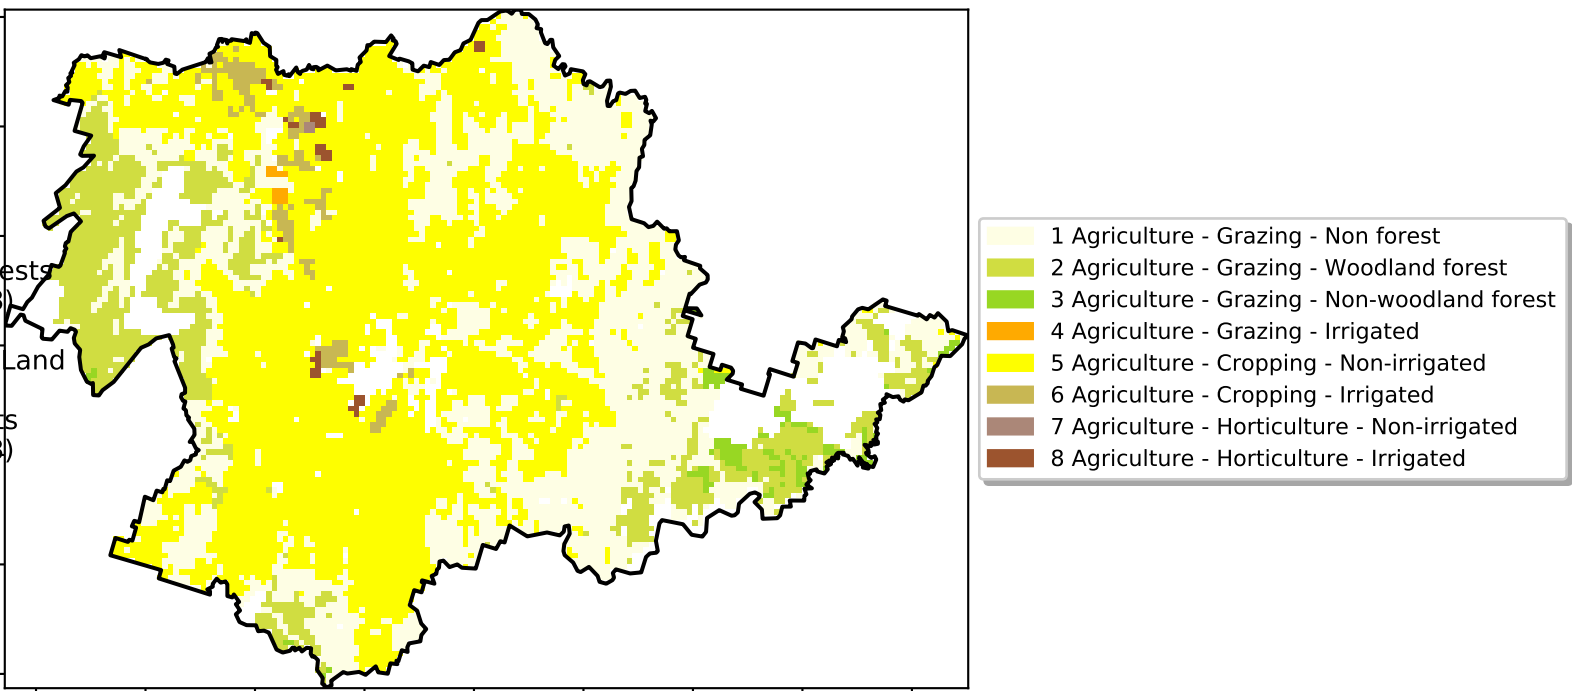 1 Agriculture - Grazing - Non forest
2 Agriculture - Grazing - Woodland forest
3 Agriculture - Grazing - Non-woodland forest
4 Agriculture - Grazing - Irrigated
5 Agriculture - Cropping - Non-irrigated
6 Agriculture - Cropping - Irrigated
7 Agriculture - Horticulture - Non-irrigated
8 Agriculture - Horticulture - Irrigated
ests
Land
ts